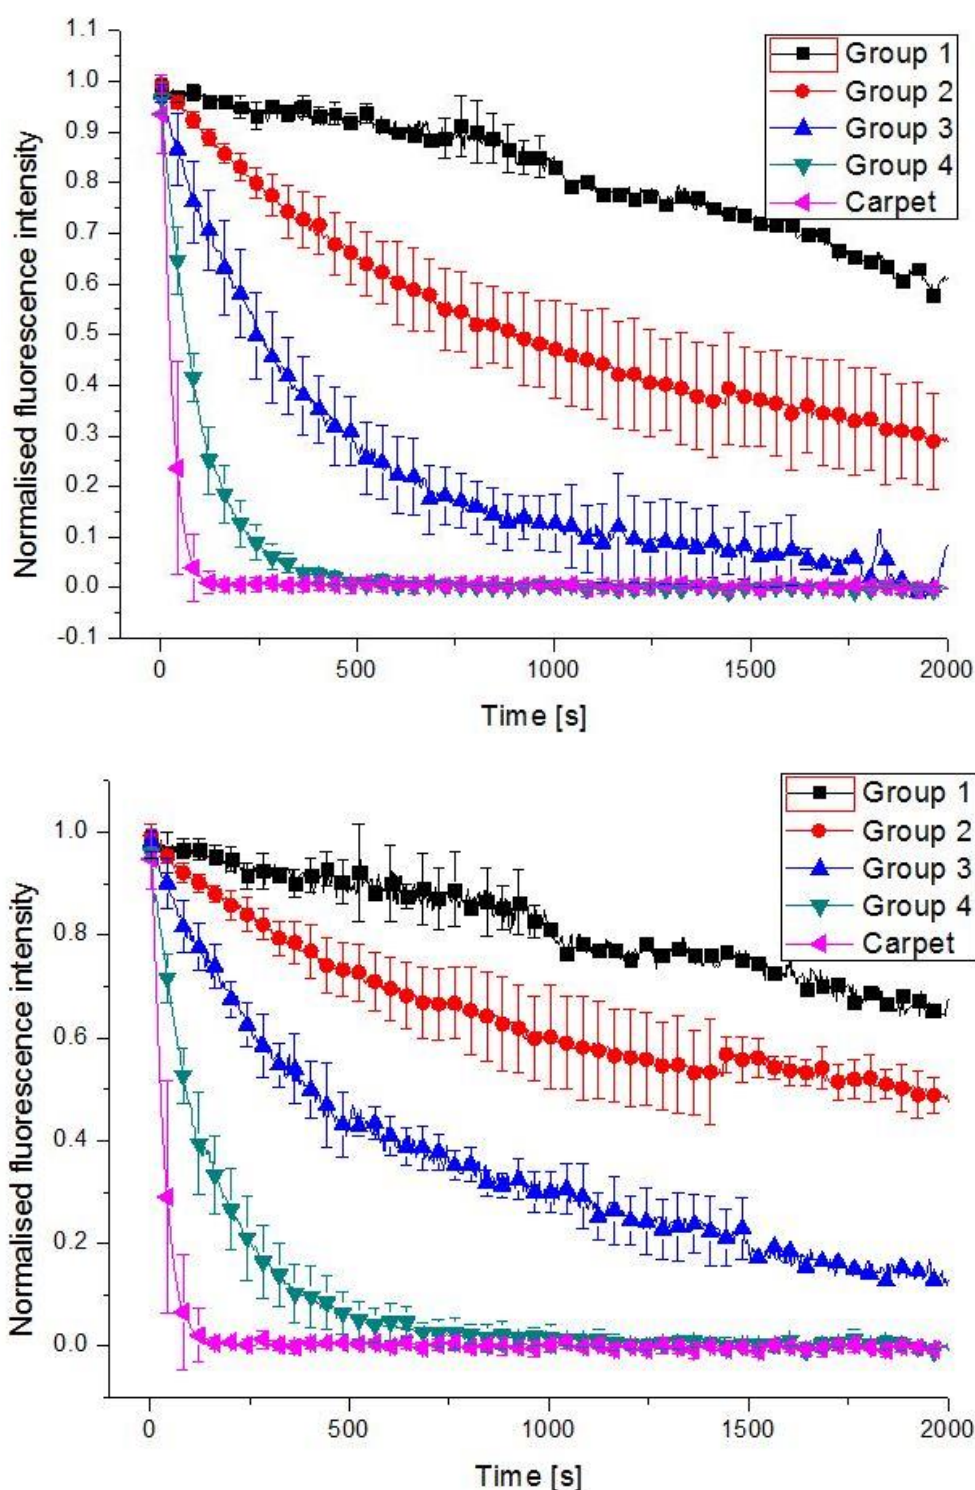 1.1
1.0
0.9
0.8
0.7
0.6
0.5
0.4
0.3
0.2
0.1
0.0
-0.1
Normalised fluorescence intensity
Group 1
Group 2
Group 3
Group 4
Carpet
0 500 1000 1500 2000
Time [s]
1.0
0.8
0.6
0.4
0.2
0.0
Normalised fluorescence intensity
Group 1
Group 2
Group 3
Group 4
Carpet
0 500 1000 1500 2000
Time [s]